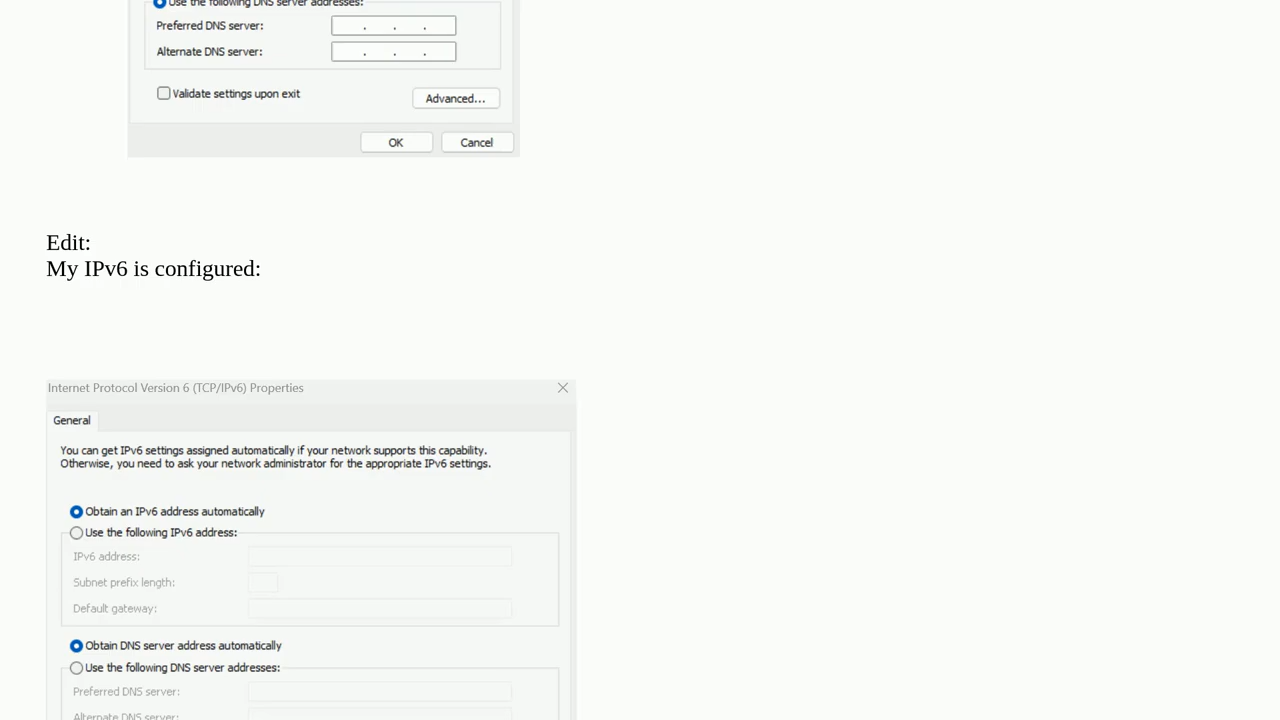 Use the following DNS server addresses:
Preferred DNS server:
. . .
Alternate DNS server:
. . .
Validate settings upon exit
Advanced...
OK
Cancel
Edit:
My IPv6 is configured:
Internet Protocol Version 6 (TCP/IPv6) Properties
General
You can get IPv6 settings assigned automatically if your network supports this capability.
Otherwise, you need to ask your network administrator for the appropriate IPv6 settings.
Obtain an IPv6 address automatically
Use the following IPv6 address:
IPv6 address:
Subnet prefix length:
Default gateway:
Obtain DNS server address automatically
Use the following DNS server addresses:
Preferred DNS server:
Alternate DNS server: